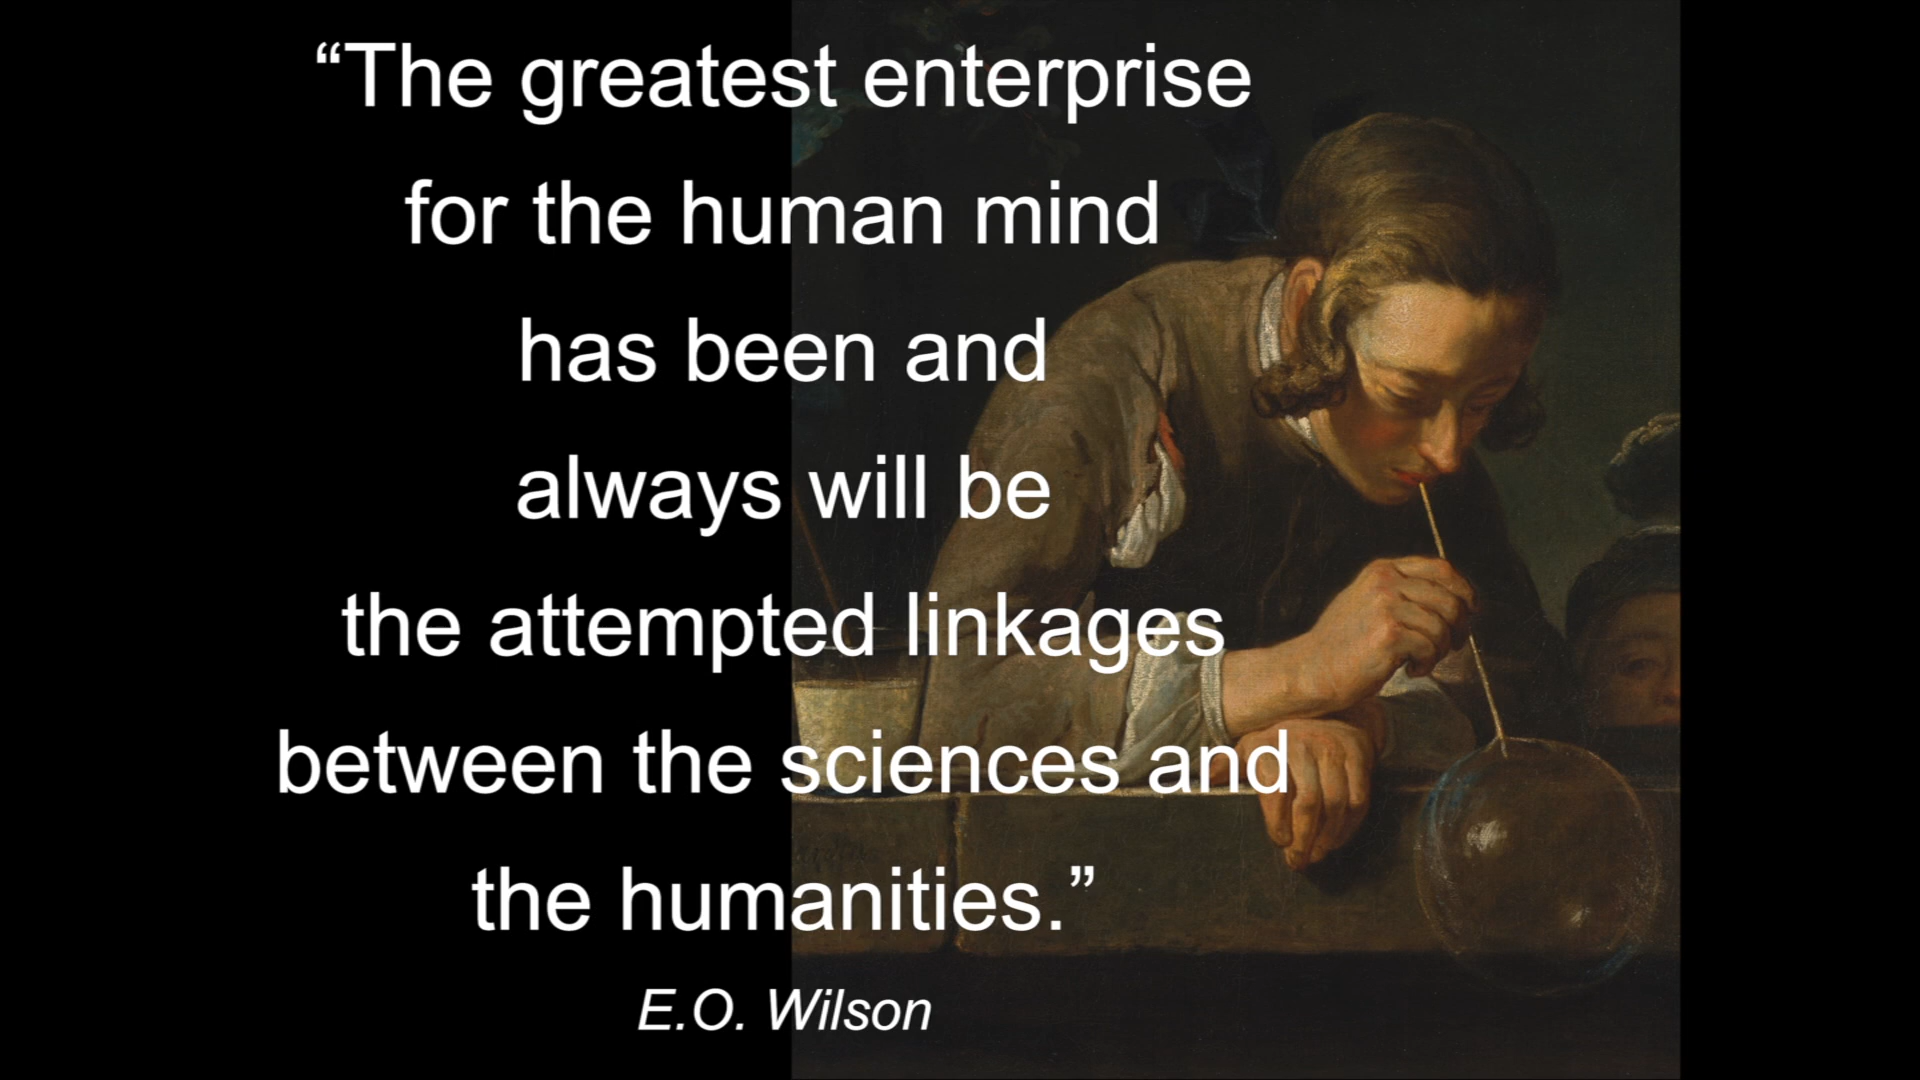 “The greatest enterprise
for the human mind
has been and
always will be
the attempted linkages
between the sciences and
the humanities.”
E.O. Wilson